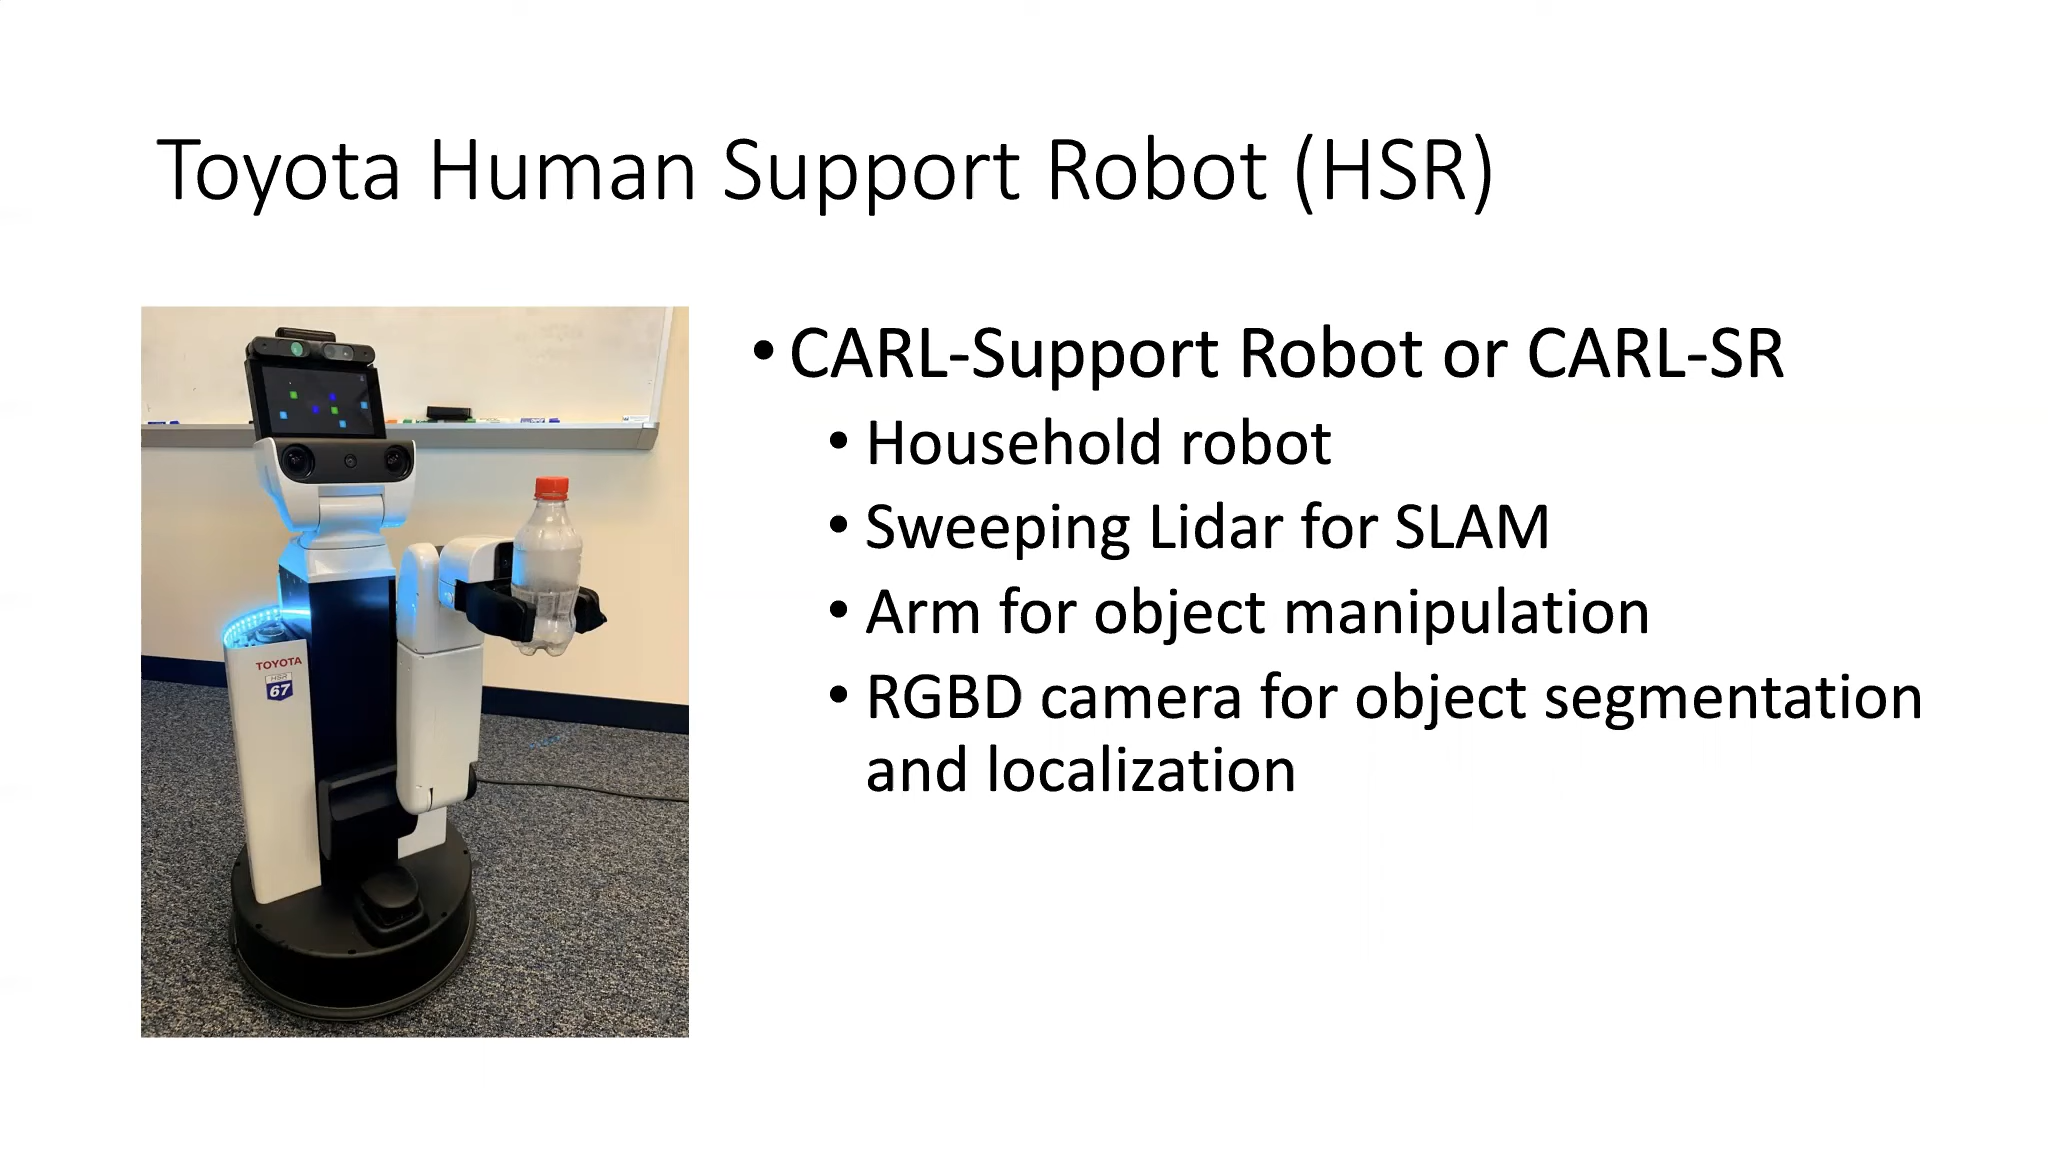 Toyota Human Support Robot (HSR)
• CARL-Support Robot or CARL-SR
• Household robot
• Sweeping Lidar for SLAM
• Arm for object manipulation
• RGBD camera for object segmentation
and localization
TOYOTA
HSR
67